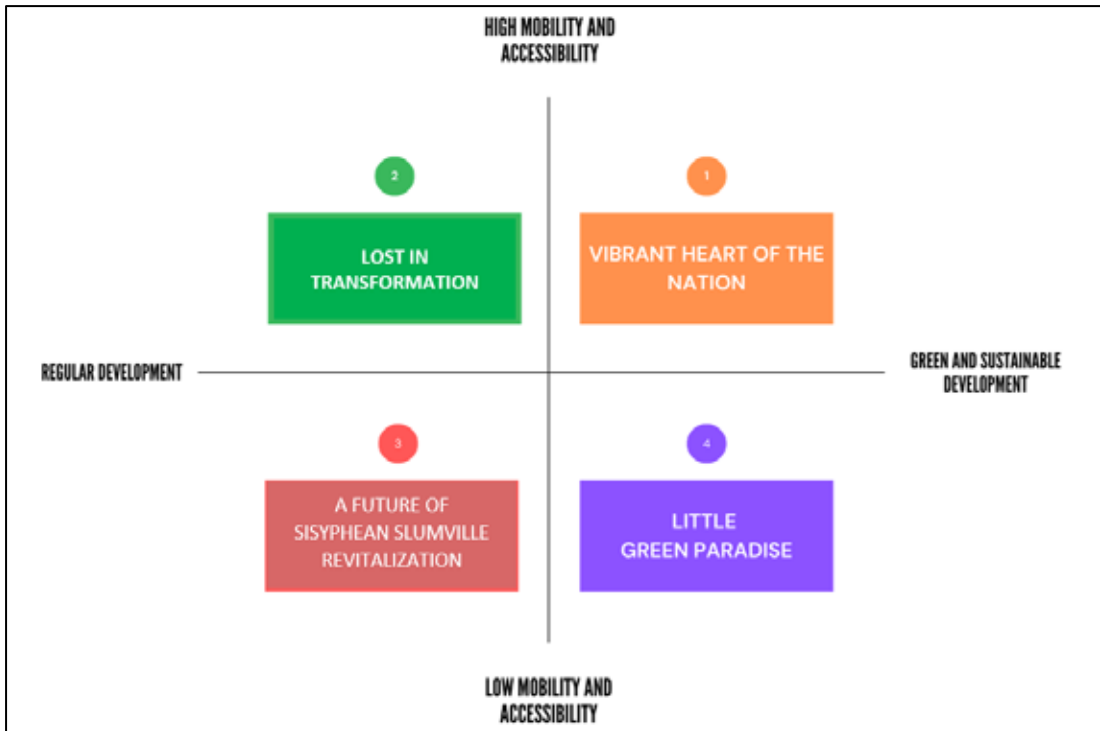 HIGH MOBILITY AND
ACCESSIBILITY
2
1
LOST IN
TRANSFORMATION
VIBRANT HEART OF THE
NATION
REGULAR DEVELOPMENT
GREEN AND SUSTAINABLE
DEVELOPMENT
3
4
A FUTURE OF
SISYPHEAN SLUMVILLE
REVITALIZATION
LITTLE
GREEN PARADISE
LOW MOBILITY AND
ACCESSIBILITY